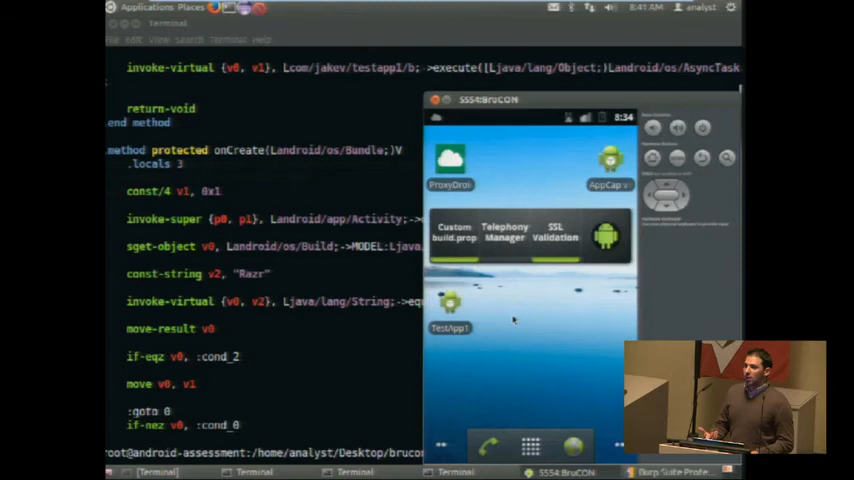 Applications Places
8:41 AM
analyst
Terminal
File Edit View Search Terminal Help
invoke-virtual {v0, v1}, Lcom/jakev/testapp1/b;->execute([Ljava/lang/Object;)Landroid/os/AsyncTask
;
return-void
.end method
.method protected onCreate(Landroid/os/Bundle;)V
.locals 3
const/4 v1, 0x1
invoke-super {p0, p1}, Landroid/app/Activity;->
sget-object v0, Landroid/os/Build;->MODEL:Ljava
const-string v2, "Razr"
invoke-virtual {v0, v2}, Ljava/lang/String;->equ
move-result v0
if-eqz v0, :cond_2
move v0, v1
:goto_0
if-nez v0, :cond_0
root@android-assessment:/home/analyst/Desktop/bruco
5554:BruCON
8:34
ProxyDroi
AppCap v
Custom build.prop
Telephony Manager
SSL Validation
TestApp1
[Terminal]
Terminal
Terminal
Terminal
5554:BruCON
Burp Suite Profe..